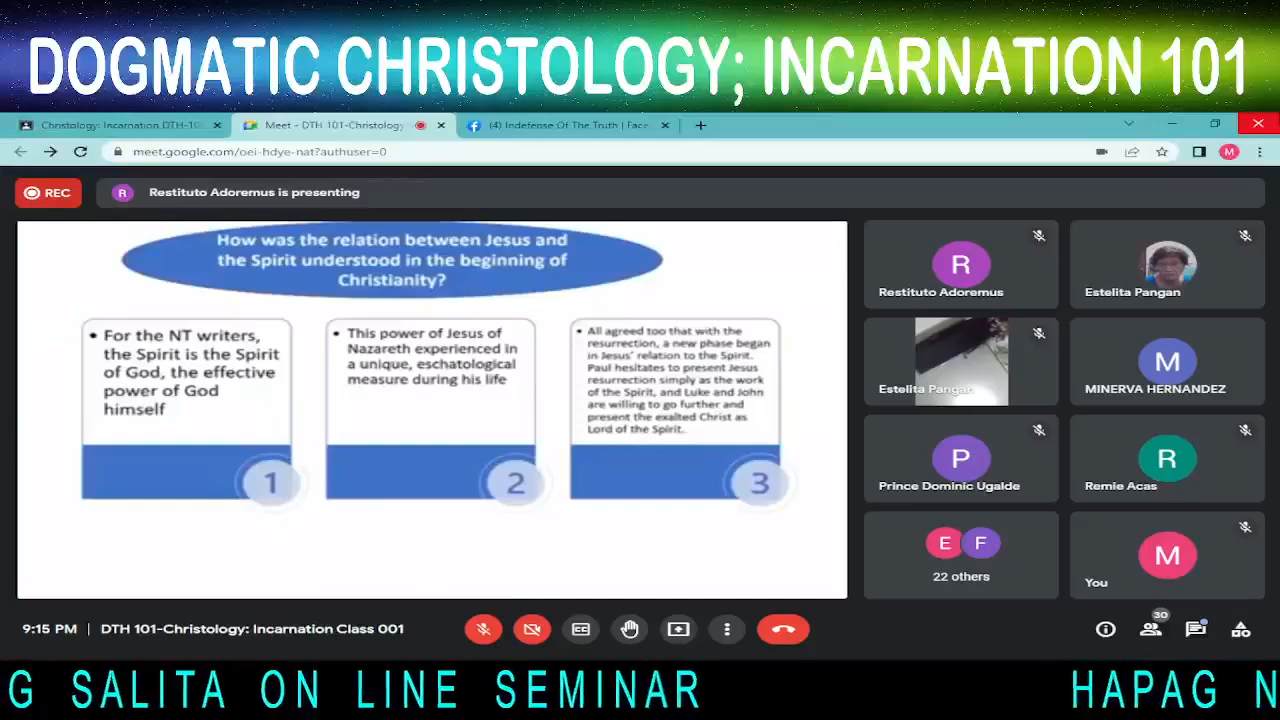 DOGMATIC CHRISTOLOGY; INCARNATION 101
Christology: Incarnation DTH-10
Meet - DTH 101-Christology
(4) Indefense Of The Truth | Face
meet.google.com/oei-hdye-nat?authuser=0
M
REC
R
Restituto Adoremus is presenting
How was the relation between Jesus and
the Spirit understood in the beginning of
Christianity?
• For the NT writers,
the Spirit is the Spirit
of God, the effective
power of God
himself
1
• This power of Jesus of
Nazareth experienced in
a unique, eschatological
measure during his life
2
• All agreed too that with the
resurrection, a new phase began
in Jesus' relation to the Spirit.
Paul hesitates to present Jesus
resurrection simply as the work
of the Spirit, and Luke and John
are willing to go further and
present the exalted Christ as
Lord of the Spirit.
3
R
Restituto Adoremus
Estelita Pangan
Estelita Pangan
M
MINERVA HERNANDEZ
P
Prince Dominic Ugalde
R
Remie Acas
E F
22 others
M
You
9:15 PM | DTH 101-Christology: Incarnation Class 001
CC
30
G SALITA ON LINE SEMINAR HAPAG N